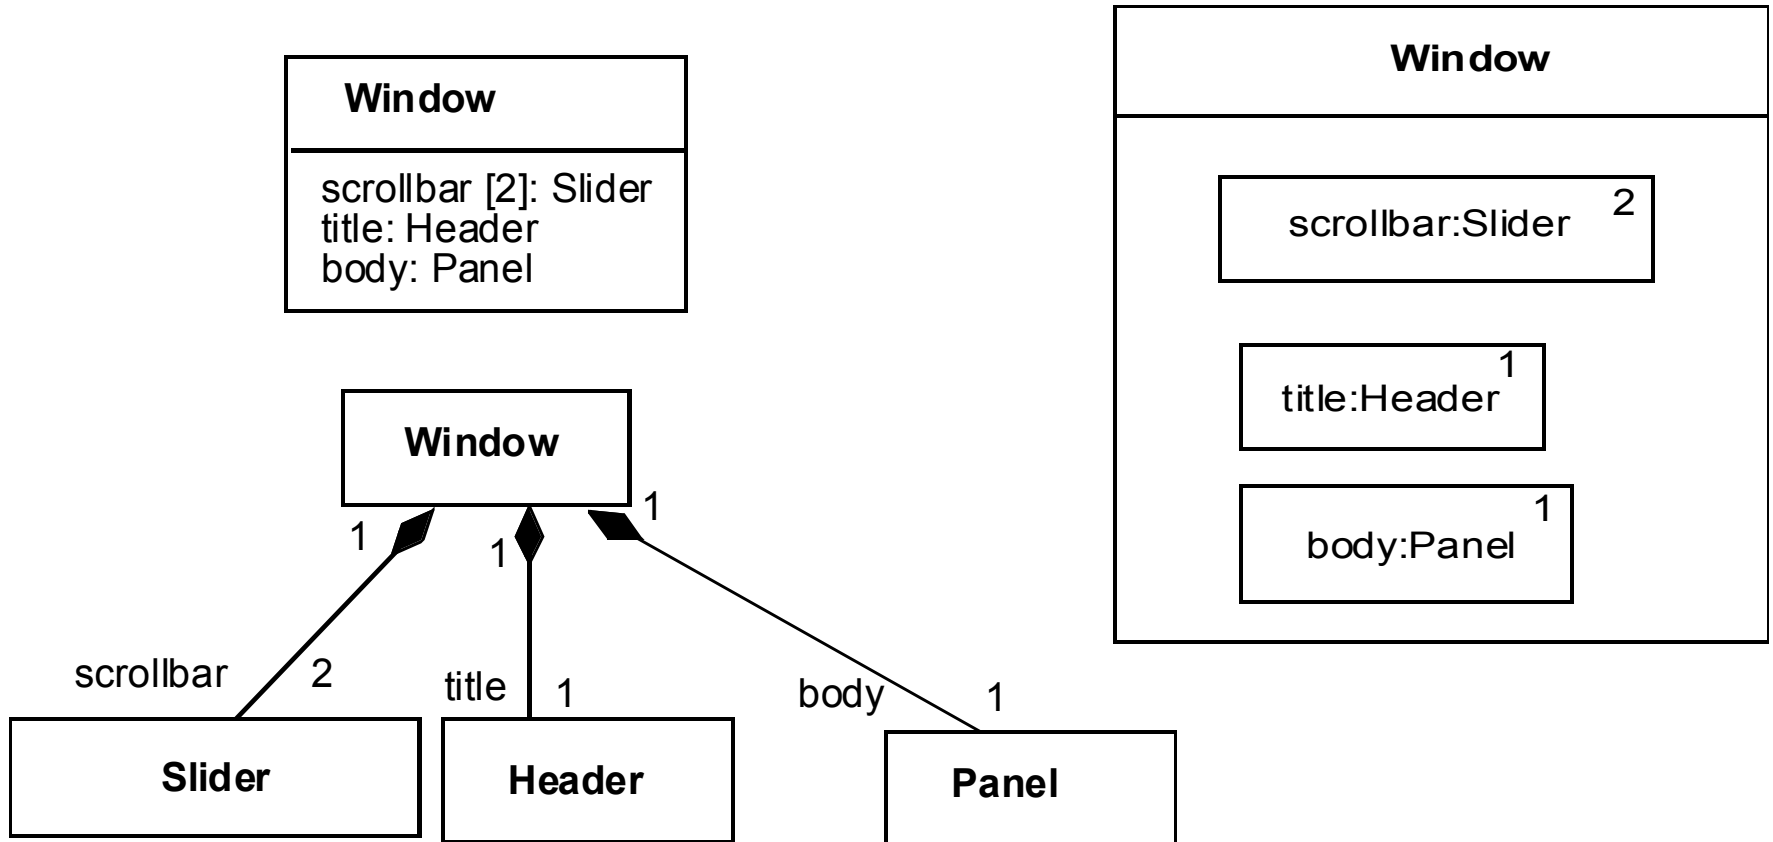 Window
scrollbar [2]: Slider
title: Header
body: Panel
Window
1
1
1
scrollbar
2
title
1
body
1
Slider
Header
Panel
Window
scrollbar:Slider
2
title:Header
1
body:Panel
1